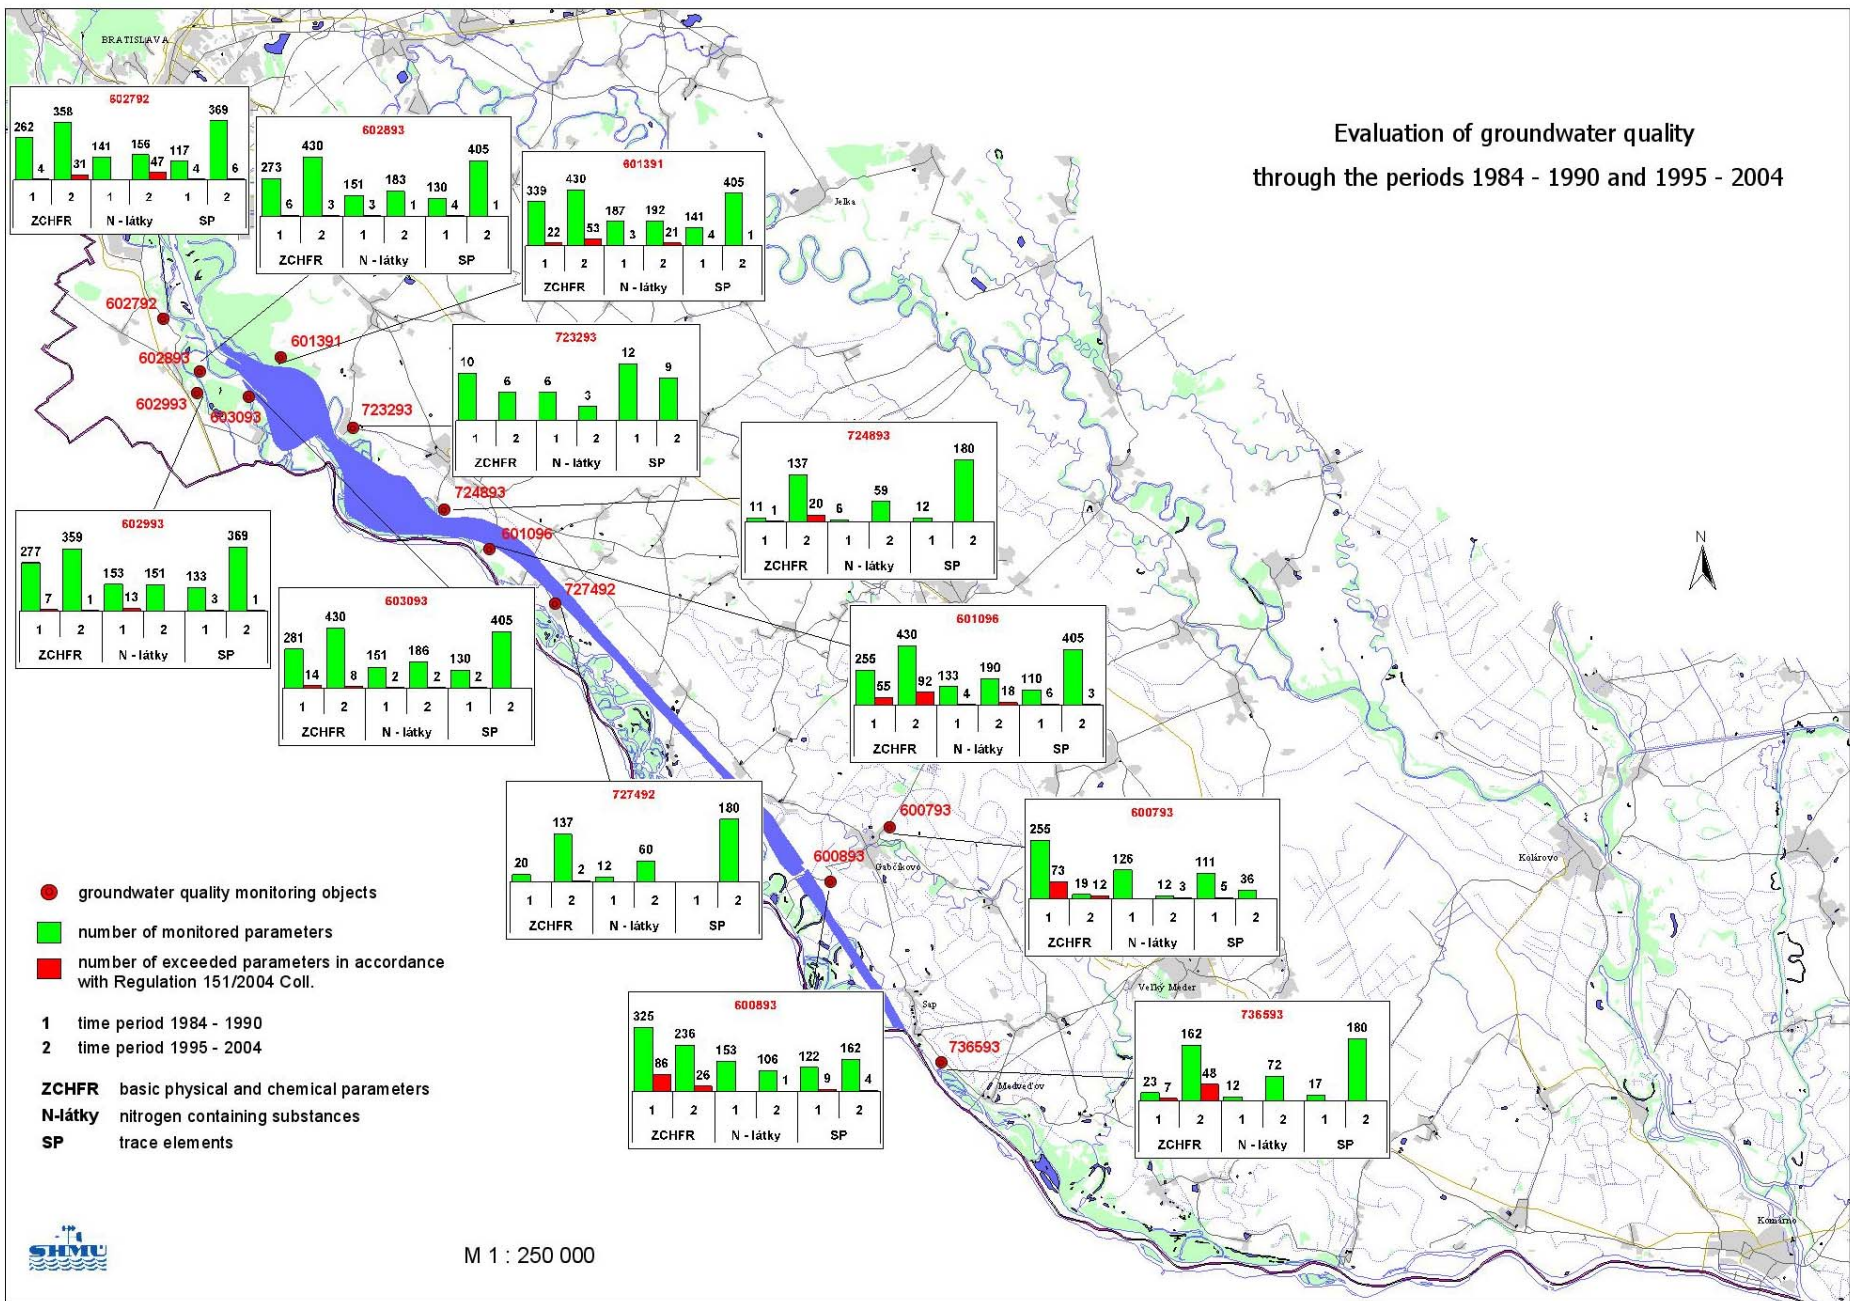 BRATISLAVA
Evaluation of groundwater quality
through the periods 1984 - 1990 and 1995 - 2004
602792
262 4 358 31 141 156 47 117 4 369 6
1 2 1 2 1 2
ZCHFR N - látky SP
602893
273 6 430 3 151 3 183 1 130 4 405 1
1 2 1 2 1 2
ZCHFR N - látky SP
601391
339 22 430 53 187 3 192 21 141 4 405 1
1 2 1 2 1 2
ZCHFR N - látky SP
Jelka
602792
602893
601391
602993
603093
723293
723293
10 6 6 3 12 9
1 2 1 2 1 2
ZCHFR N - látky SP
724893
724893
11 1 137 20 6 59 12 180
1 2 1 2 1 2
ZCHFR N - látky SP
601096
727492
602993
277 7 359 1 153 13 151 133 3 369 1
1 2 1 2 1 2
ZCHFR N - látky SP
603093
281 14 430 8 151 2 186 2 130 2 405
1 2 1 2 1 2
ZCHFR N - látky SP
601096
255 55 430 92 133 4 190 18 110 6 405 3
1 2 1 2 1 2
ZCHFR N - látky SP
727492
20 137 2 12 60 180
1 2 1 2 1 2
ZCHFR N - látky SP
600793
600893
Gabčíkovo
600793
255 73 19 12 126 12 3 111 5 36
1 2 1 2 1 2
ZCHFR N - látky SP
Kolárovo
N
groundwater quality monitoring objects
number of monitored parameters
number of exceeded parameters in accordance
with Regulation 151/2004 Coll.
1 time period 1984 - 1990
2 time period 1995 - 2004
ZCHFR basic physical and chemical parameters
N-látky nitrogen containing substances
SP trace elements
600893
325 86 236 26 153 106 1 122 9 162 4
1 2 1 2 1 2
ZCHFR N - látky SP
Sap
Veľký Meder
736593
Medveďov
736593
23 7 162 48 12 72 17 180
1 2 1 2 1 2
ZCHFR N - látky SP
Komárno
SHMÚ
M 1 : 250 000